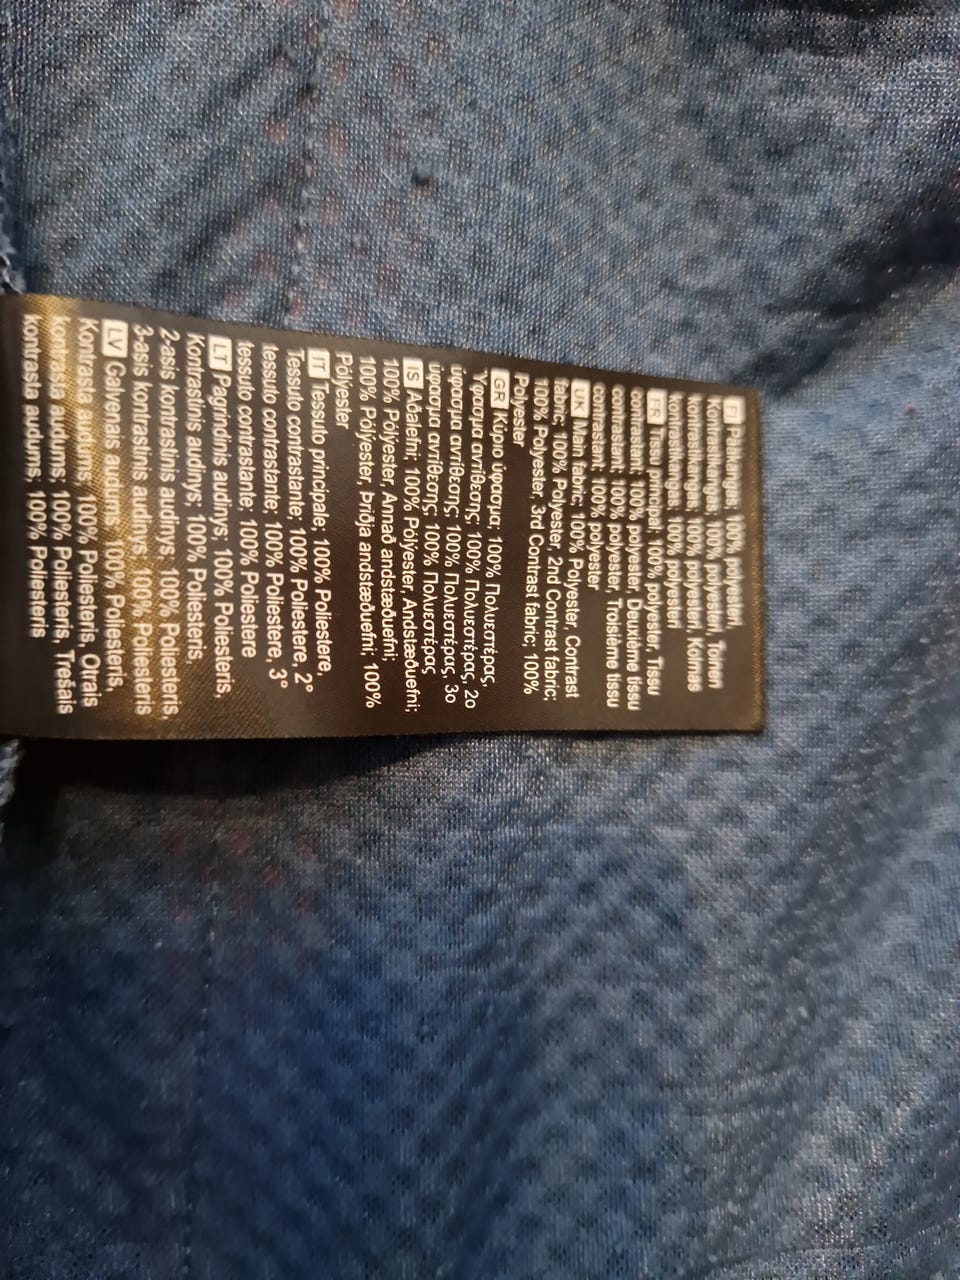 FI Pääkangas; 100% polyesteri,
Kontrastikangas; 100% polyesteri, Toinen
kontrastikangas; 100% polyesteri, Kolmas
kontrastikangas; 100% polyesteri
FR Tissu principal; 100% polyester, Tissu
contrastant; 100% polyester, Deuxième tissu
contrastant; 100% polyester, Troisième tissu
contrastant; 100% polyester
UK Main fabric; 100% Polyester, Contrast
fabric; 100% Polyester, 2nd Contrast fabric;
100% Polyester, 3rd Contrast fabric; 100%
Polyester
GR Κύριο ύφασμα; 100% Πολυεστέρας,
Ύφασμα αντίθεσης; 100% Πολυεστέρας, 2ο
ύφασμα αντίθεσης; 100% Πολυεστέρας, 3ο
ύφασμα αντίθεσης; 100% Πολυεστέρας
IS Aðalefni; 100% Pólýester, Andstæðuefni;
100% Pólýester, Annað andstæðuefni;
100% Pólýester, Þriðja andstæðuefni; 100%
Pólýester
IT Tessuto principale; 100% Poliestere,
Tessuto contrastante; 100% Poliestere, 2°
tessuto contrastante; 100% Poliestere, 3°
tessuto contrastante; 100% Poliestere
LT Pagrindinis audinys; 100% Poliesteris,
Kontrastinis audinys; 100% Poliesteris,
2-asis kontrastinis audinys; 100% Poliesteris,
3-asis kontrastinis audinys; 100% Poliesteris
LV Galvenais audums; 100% Poliesteris,
Kontrasta audums; 100% Poliesteris, Otrais
kontrasta audums; 100% Poliesteris, Trešais
kontrasta audums; 100% Poliesteris